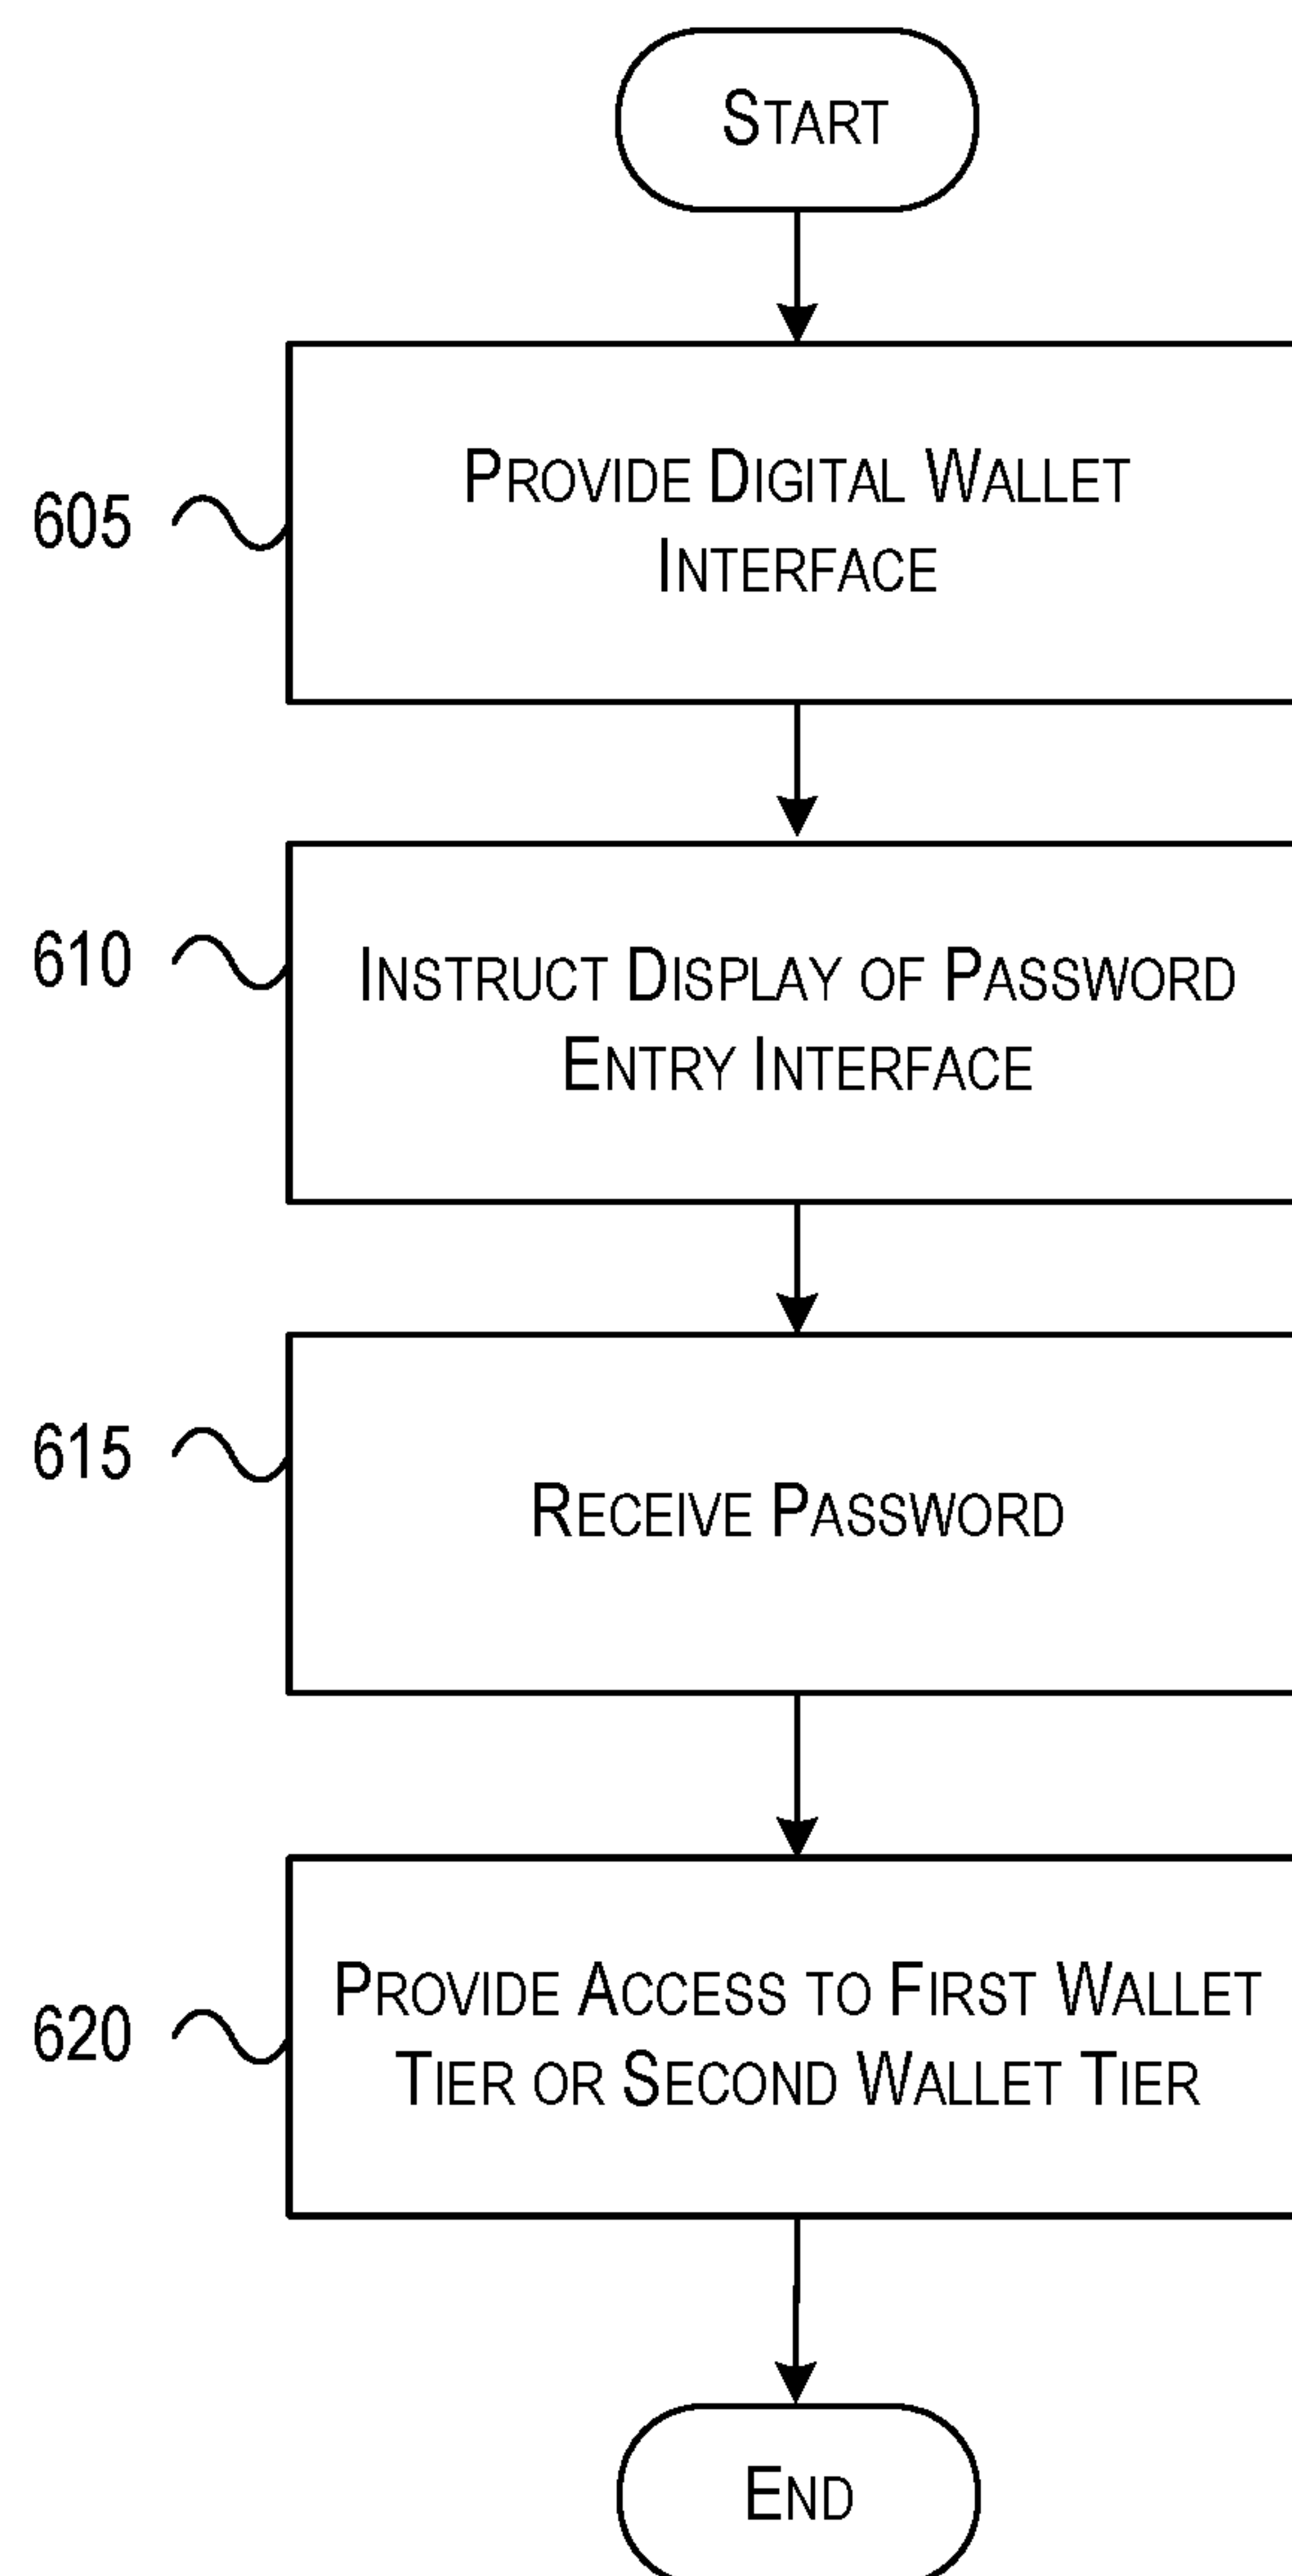 START
PROVIDE DIGITAL WALLET
INTERFACE
605
610
INSTRUCT DISPLAY OF PASSWORD
ENTRY INTERFACE
615
RECEIVE PASSWORD
PROVIDE ACCESS TO FIRST WALLET
TIER OR SECOND WALLET TIER
620
END